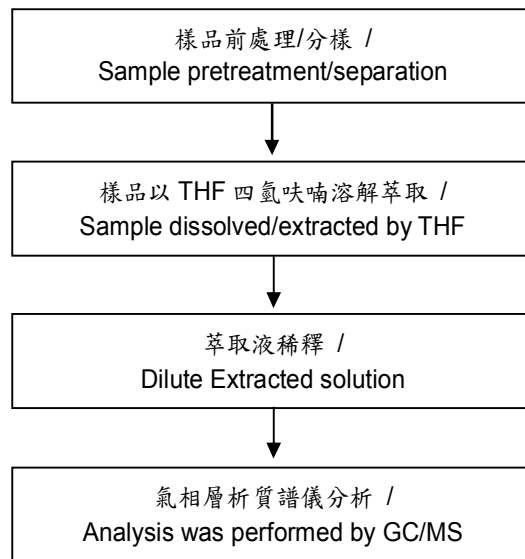 樣品前處理/分樣 /
Sample pretreatment/separation
樣品以 THF 四氫呋喃溶解萃取 /
Sample dissolved/extracted by THF
萃取液稀釋 /
Dilute Extracted solution
氣相層析質譜儀分析 /
Analysis was performed by GC/MS